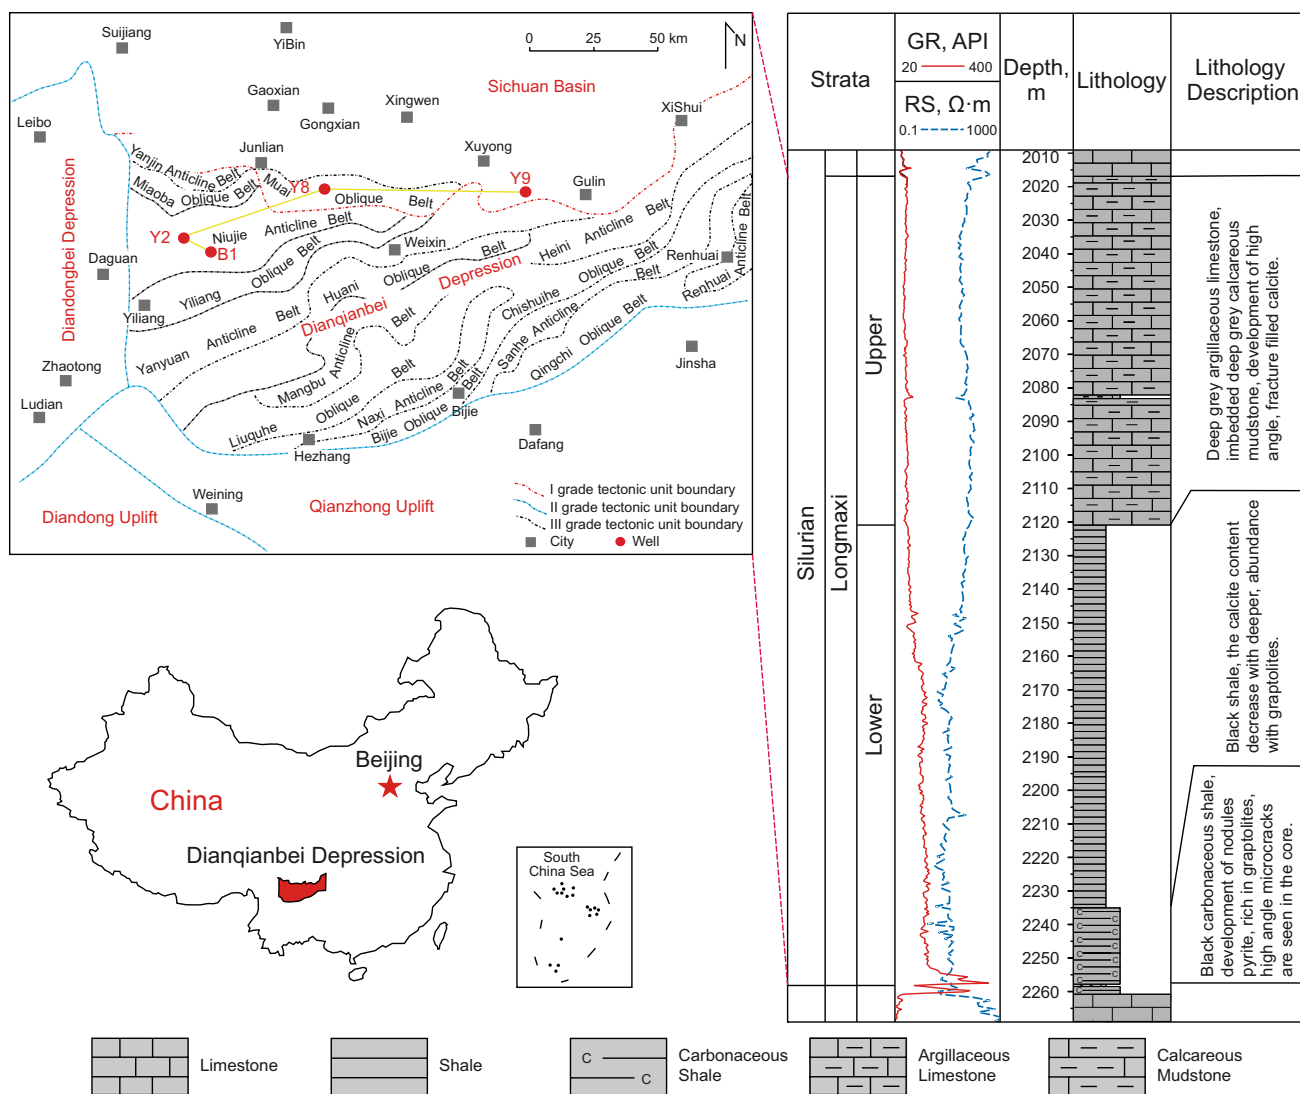 Suijiang
YiBin
0 25 50 km
N
Sichuan Basin
Gaoxian
Gongxian
Xingwen
XiShui
Leibo
Junlian
Xuyong
Gulin
Yanjin Anticline Belt
Miaoba Oblique Belt
Muai Oblique Belt
Y8
Y9
Y2
B1
Niujie Anticline Belt
Diandongbei Depression
Daguan
Weixin
Yiliang
Yiliang Oblique Belt
Huani Oblique Belt
Heini Anticline Belt
Renhuai
Renhuai Anticline Belt
Dianqianbei Depression
Yanyuan Anticline Belt
Chishuihe Oblique Belt
Sanhe Anticline Belt
Qingchi Oblique Belt
Mangbu Anticline Belt
Jinsha
Zhaotong
Ludian
Liuquhe Oblique Belt
Naxi Anticline Belt
Bijie Oblique Belt
Bijie
Hezhang
Dafang
Weining
Diandong Uplift
Qianzhong Uplift
I grade tectonic unit boundary
II grade tectonic unit boundary
III grade tectonic unit boundary
City
Well
Beijing
China
Dianqianbei Depression
South
China Sea
Strata
GR, API
20 400
RS, Ω·m
0.1 1000
Depth,
m
Lithology
Lithology
Description
Silurian
Longmaxi
Upper
Lower
2010
2020
2030
2040
2050
2060
2070
2080
2090
2100
2110
2120
2130
2140
2150
2160
2170
2180
2190
2200
2210
2220
2230
2240
2250
2260
C
C
C
C
C
C
C
C
Deep grey argillaceous limestone,
imbedded deep grey calcareous
mudstone, development of high
angle, fracture filled calcite.
Black shale, the calcite content
decrease with deeper, abundance
with graptolites.
Black carbonaceous shale,
development of nodules
pyrite, rich in graptolites,
high angle microcracks
are seen in the core.
Limestone
Shale
C
C
Carbonaceous
Shale
Argillaceous
Limestone
Calcareous
Mudstone